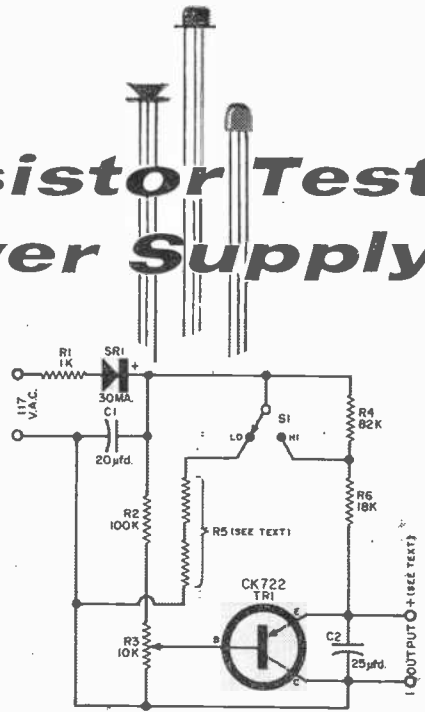 sistor Test
er Supply
R1
1K
SR1
+
30MA.
117
V.A.C.
C1
20µfd.
R2
100K
LO
S1
HI
R4
82K
R5 (SEE TEXT)
R6
18K
CK722
TR1
R3
10K
B
E
C
C2
25µfd.
- OUTPUT + (SEE TEXT)